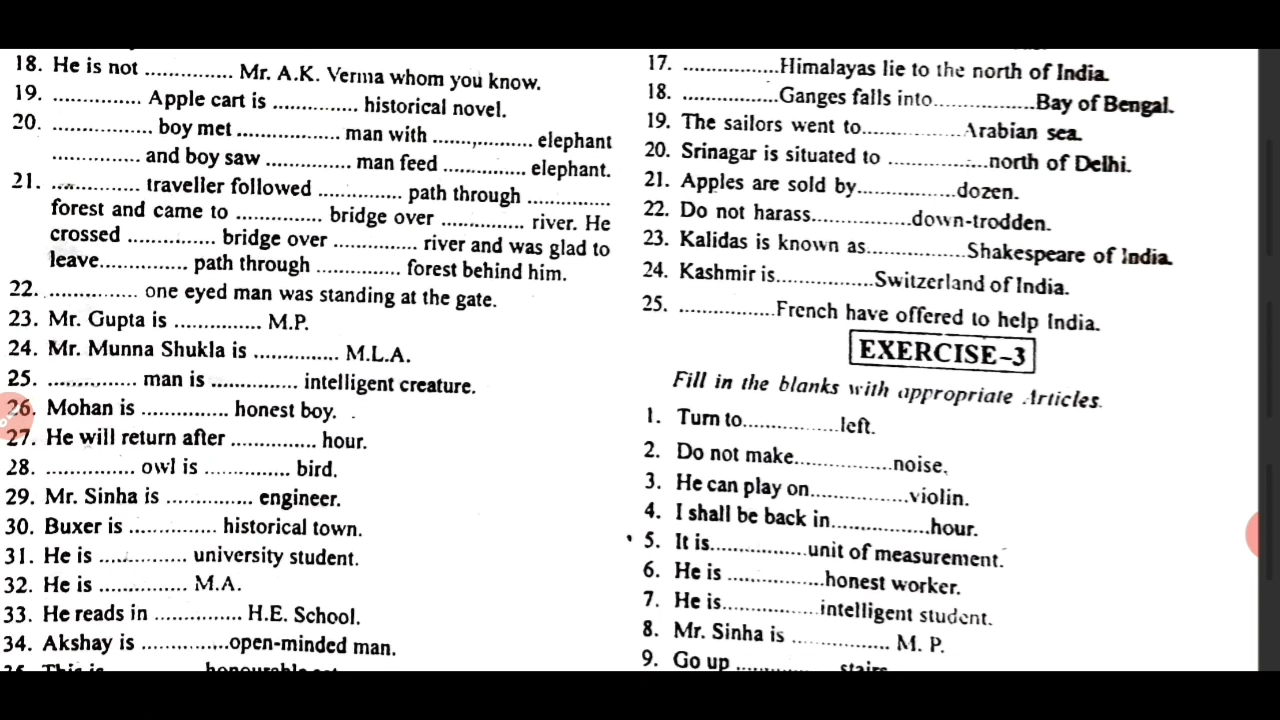 18. He is not .............. Mr. A.K. Verma whom you know.
19. .............. Apple cart is .............. historical novel.
20. ................ boy met ................. man with ................. elephant
.............. and boy saw .............. man feed .............. elephant.
21. .............. traveller followed .............. path through ..............
forest and came to .............. bridge over .............. river. He
crossed .............. bridge over .............. river and was glad to
leave.............. path through .............. forest behind him.
22. .............. one eyed man was standing at the gate.
23. Mr. Gupta is .............. M.P.
24. Mr. Munna Shukla is .............. M.L.A.
25. .............. man is .............. intelligent creature.
26. Mohan is .............. honest boy.
27. He will return after .............. hour.
28. .............. owl is .............. bird.
29. Mr. Sinha is .............. engineer.
30. Buxer is .............. historical town.
31. He is .............. university student.
32. He is .............. M.A.
33. He reads in .............. H.E. School.
34. Akshay is ..............open-minded man.
17. ................Himalayas lie to the north of India.
18. ................Ganges falls into.................Bay of Bengal.
19. The sailors went to................Arabian sea.
20. Srinagar is situated to ................north of Delhi.
21. Apples are sold by................dozen.
22. Do not harass................down-trodden.
23. Kalidas is known as................Shakespeare of India.
24. Kashmir is................Switzerland of India.
25. ................French have offered to help India.
EXERCISE–3
Fill in the blanks with appropriate Articles.
1. Turn to................left.
2. Do not make................noise.
3. He can play on................violin.
4. I shall be back in................hour.
5. It is................unit of measurement.
6. He is ................honest worker.
7. He is................intelligent student.
8. Mr. Sinha is ................ M. P.
9. Go up ................ stairs